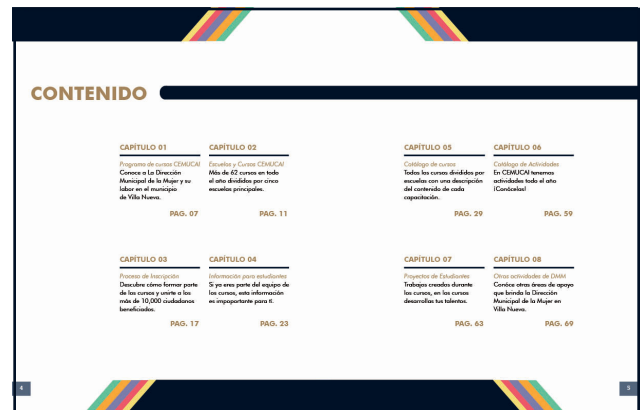 CONTENIDO
CAPÍTULO 01
Programa de cursos CEMUCAI
Conoce a La Dirección
Municipal de la Mujer y su
labor en el municipio
de Villa Nueva.
PAG. 07
CAPÍTULO 02
Escuelas y Cursos CEMUCAI
Más de 62 cursos en todo
el año divididos por cinco
escuelas principales.
PAG. 11
CAPÍTULO 03
Proceso de Inscripción
Descubre cómo formar parte
de los cursos y unirte a los
más de 10,000 ciudadanos
beneficiados.
PAG. 17
CAPÍTULO 04
Información para estudiantes
Si ya eres parte del equipo de
los cursos, esta información
es impoportante para tí.
PAG. 23
CAPÍTULO 05
Catálogo de cursos
Todos los cursos divididos por
escuelas con una descripción
del contenido de cada
capacitación.
PAG. 29
CAPÍTULO 06
Catálogo de Actividades
En CEMUCAI tenemos
actividades todo el año
¡Conócelas!
PAG. 59
CAPÍTULO 07
Proyectos de Estudiantes
Trabajos creados durante
los cursos, en los cursos
desarrollas tus talentos.
PAG. 63
CAPÍTULO 08
Otras actividades de DMM
Conóce otras áreas de apoyo
que brinda la Dirección
Municipal de la Mujer en
Villa Nueva.
PAG. 69
4
5